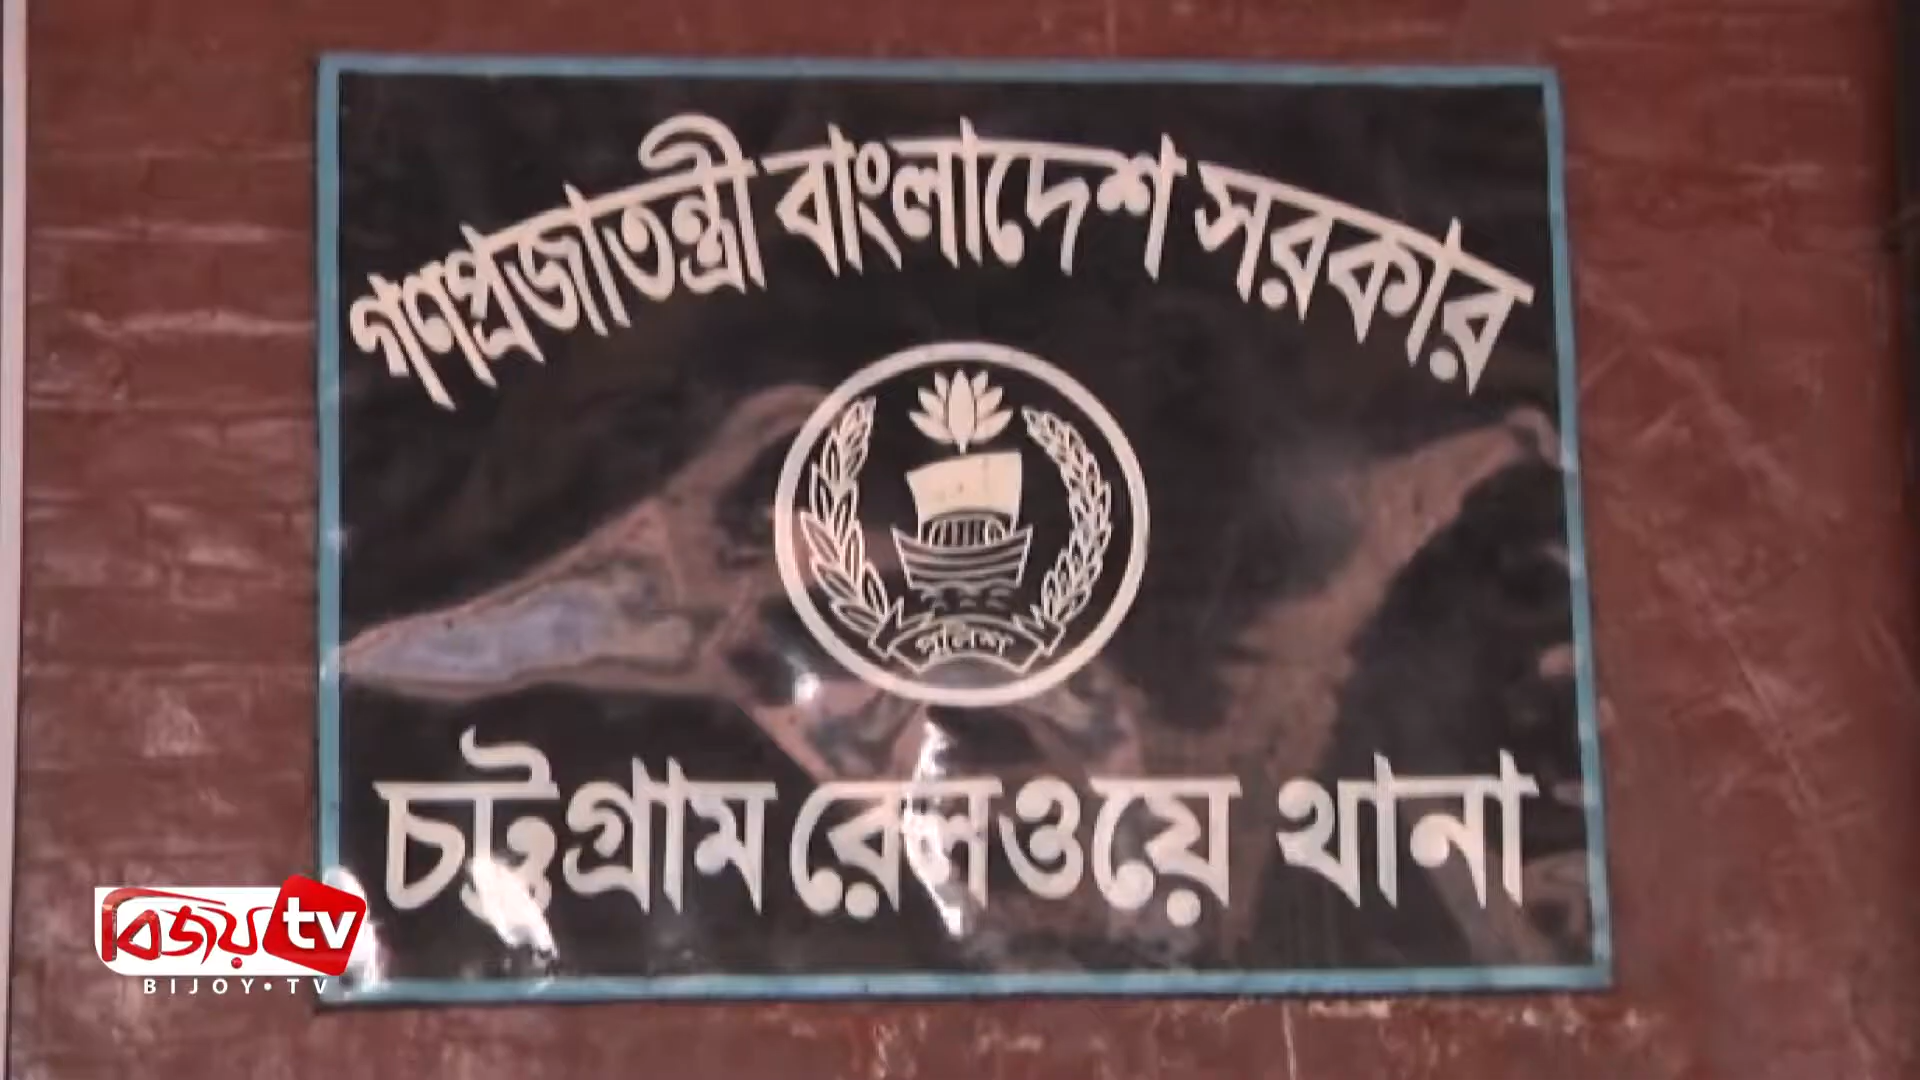 গণপ্রজাতন্ত্রী বাংলাদেশ সরকার
পুলিশ
চট্টগ্রাম রেলওয়ে থানা
বিজয় tv
BIJOY•TV